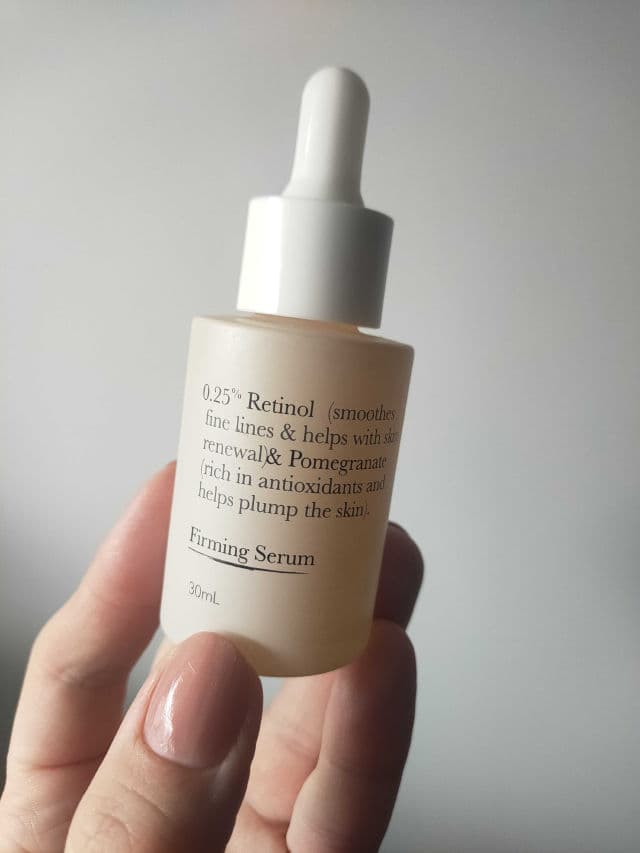 0.25% Retinol (smoothes
fine lines & helps with skin
renewal)& Pomegranate
(rich in antioxidants and
helps plump the skin).
Firming Serum
30mL